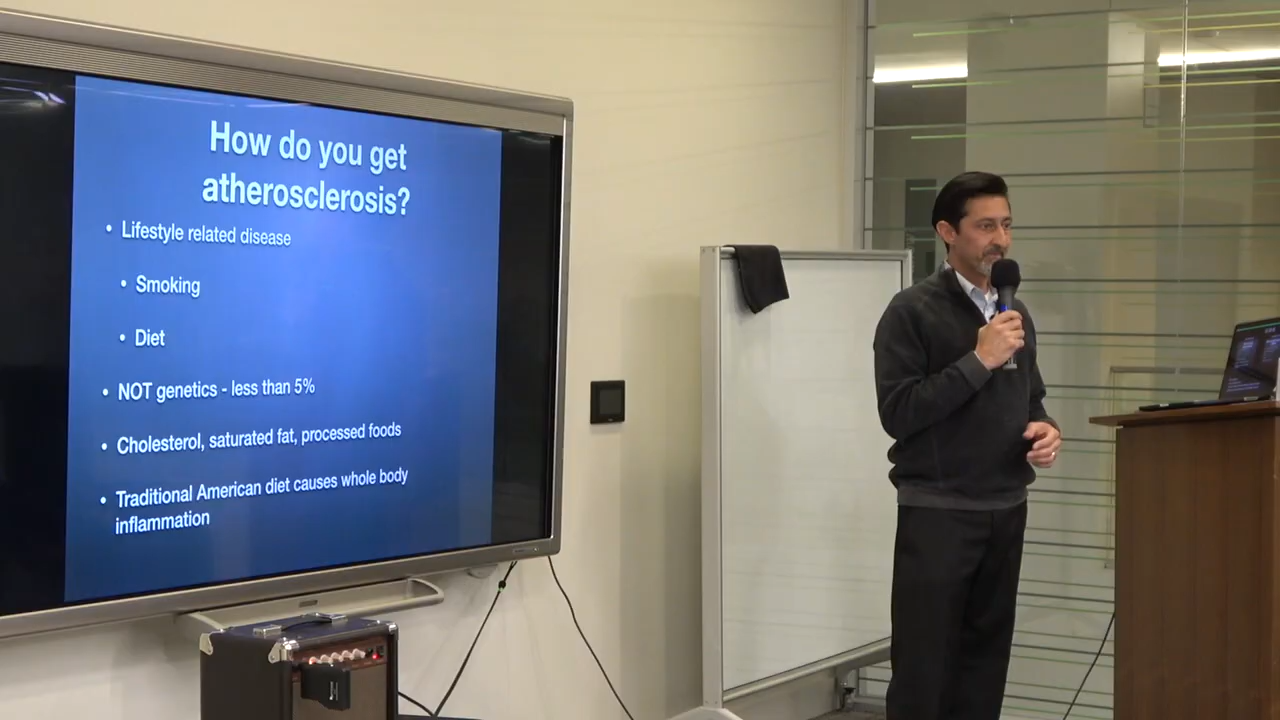 How do you get
atherosclerosis?
• Lifestyle related disease
• Smoking
• Diet
• NOT genetics - less than 5%
• Cholesterol, saturated fat, processed foods
• Traditional American diet causes whole body
inflammation